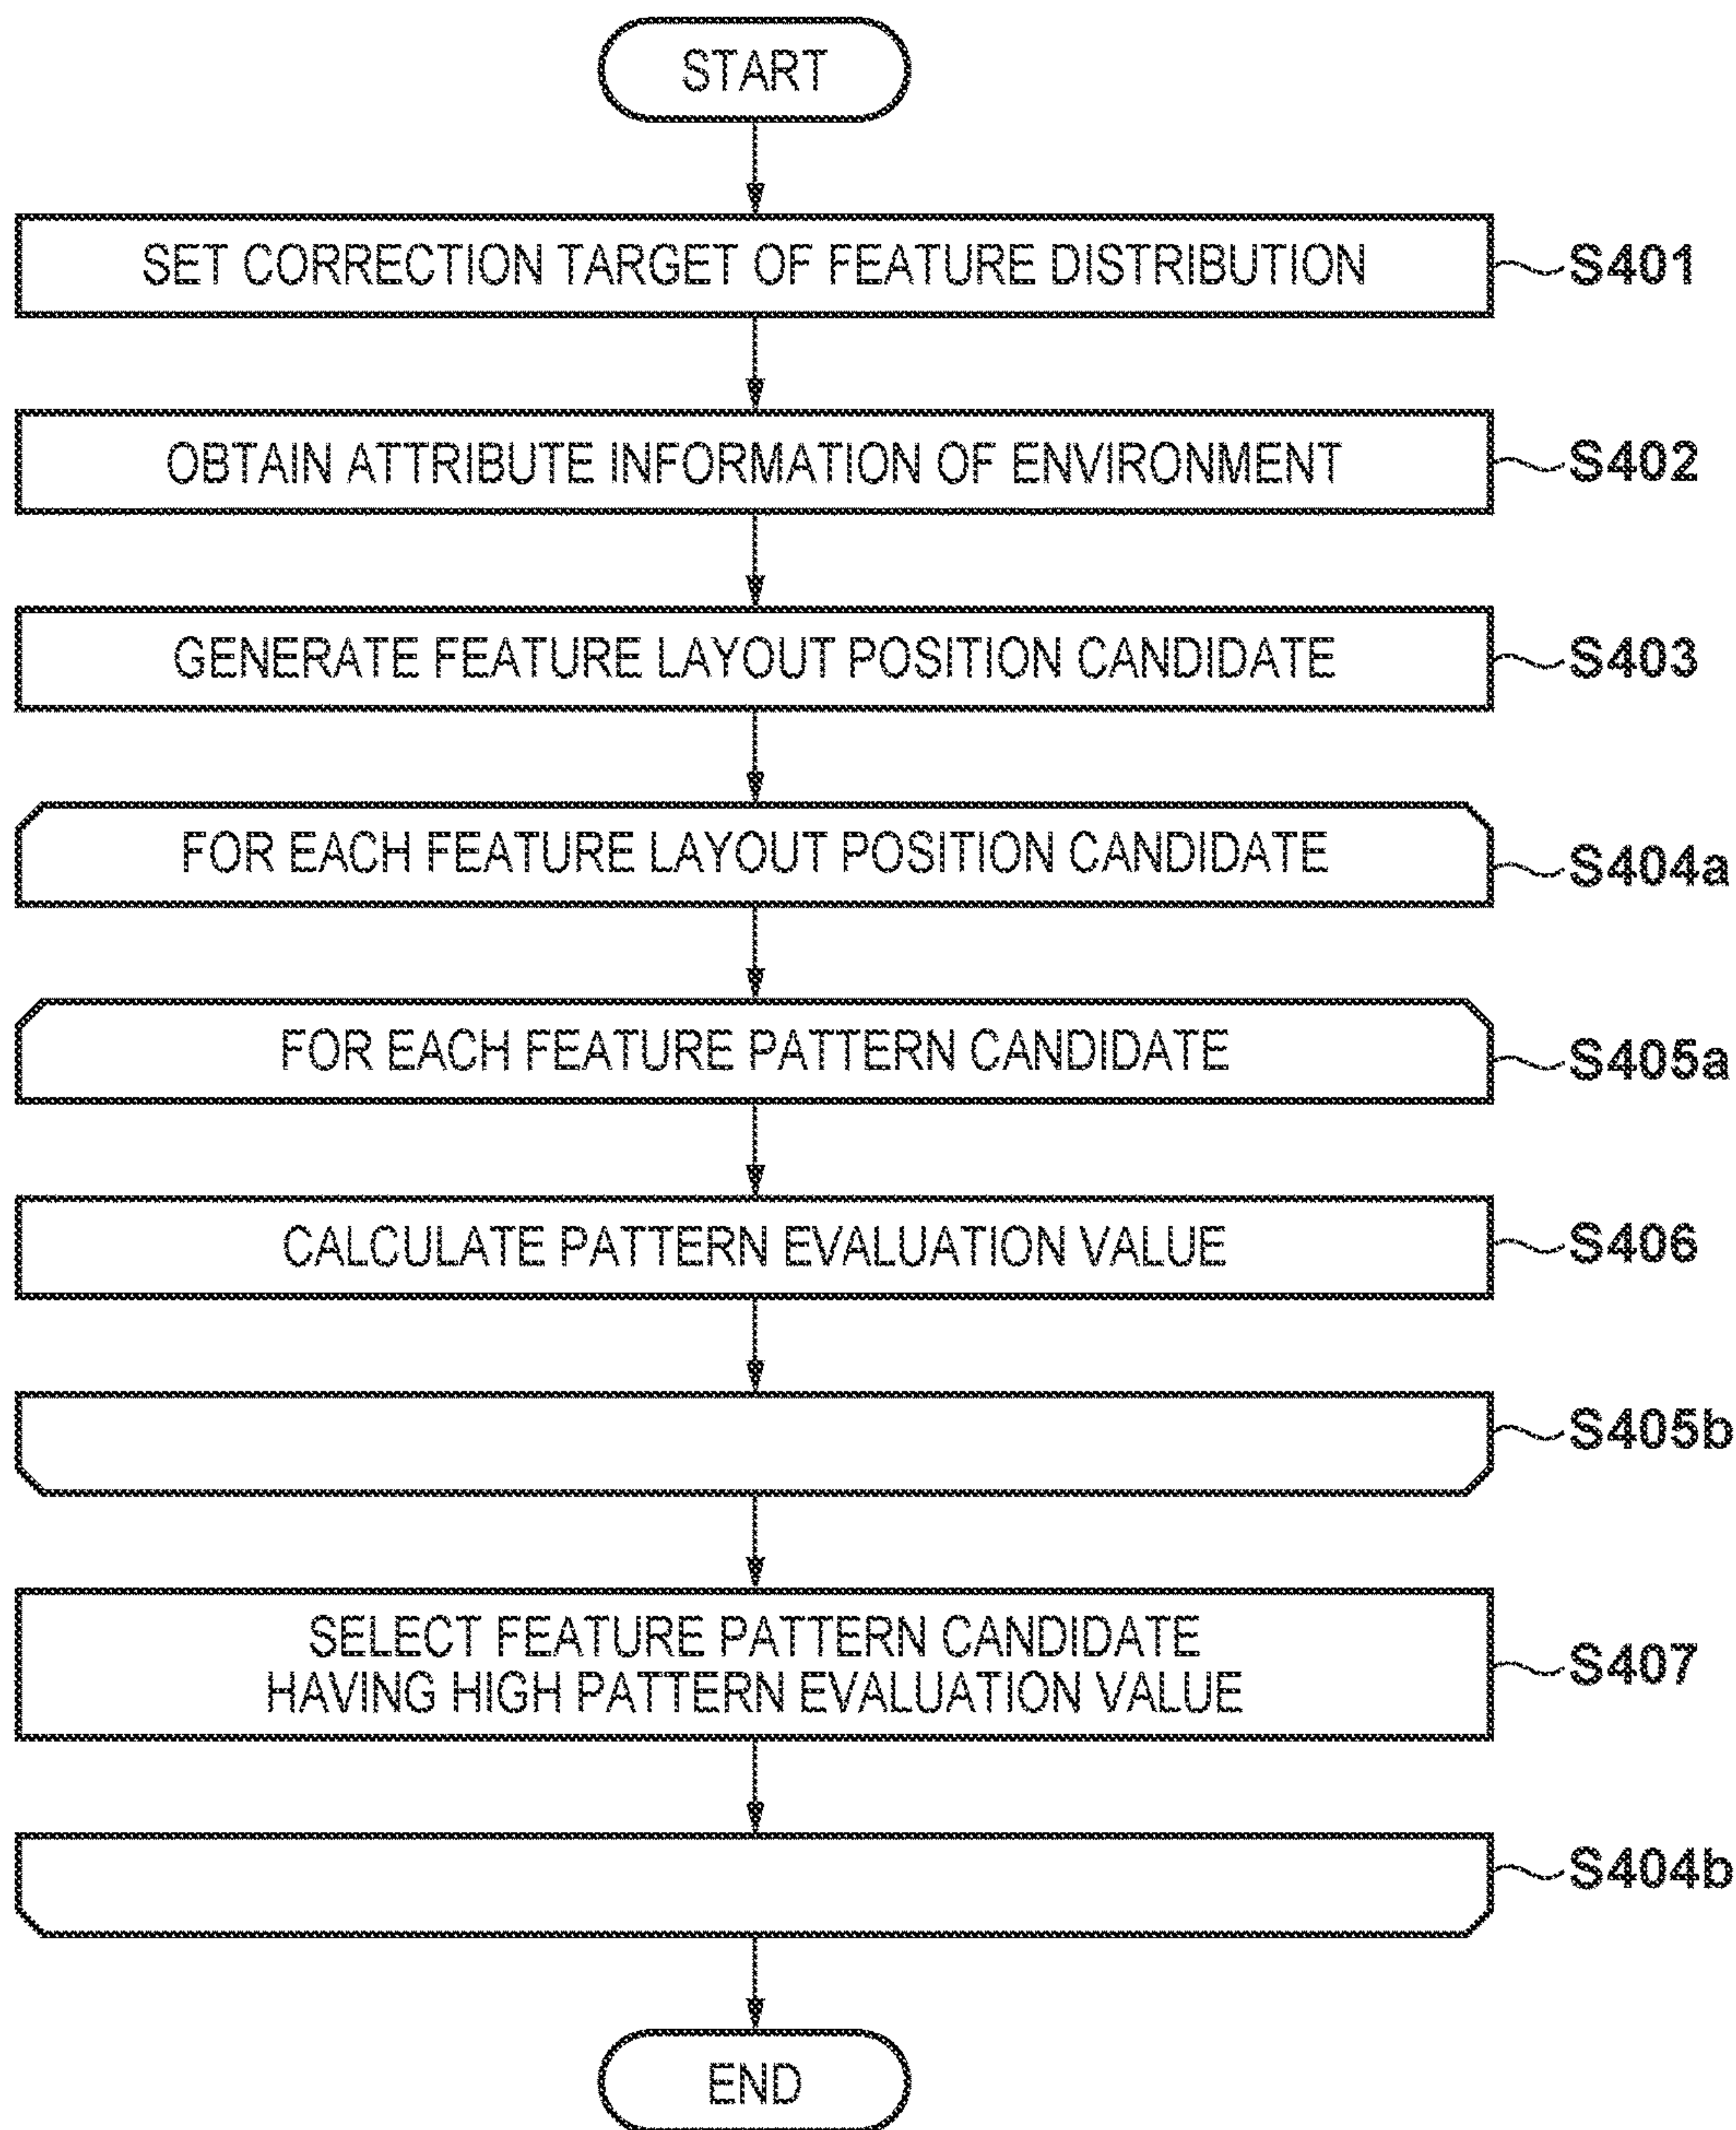 START
SET CORRECTION TARGET OF FEATURE DISTRIBUTION
S401
OBTAIN ATTRIBUTE INFORMATION OF ENVIRONMENT
S402
GENERATE FEATURE LAYOUT POSITION CANDIDATE
S403
FOR EACH FEATURE LAYOUT POSITION CANDIDATE
S404a
FOR EACH FEATURE PATTERN CANDIDATE
S405a
CALCULATE PATTERN EVALUATION VALUE
S406
S405b
SELECT FEATURE PATTERN CANDIDATE
HAVING HIGH PATTERN EVALUATION VALUE
S407
S404b
END